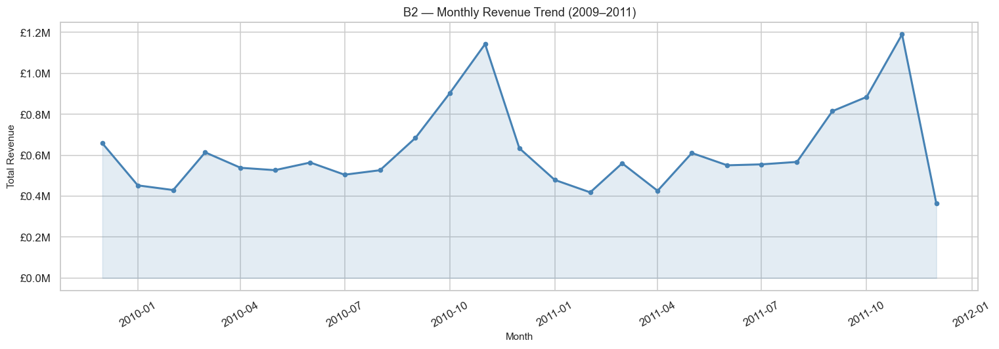 B2 — Monthly Revenue Trend (2009–2011)
£1.2M
£1.0M
£0.8M
£0.6M
£0.4M
£0.2M
£0.0M
Total Revenue
2010-01
2010-04
2010-07
2010-10
2011-01
2011-04
2011-07
2011-10
2012-01
Month